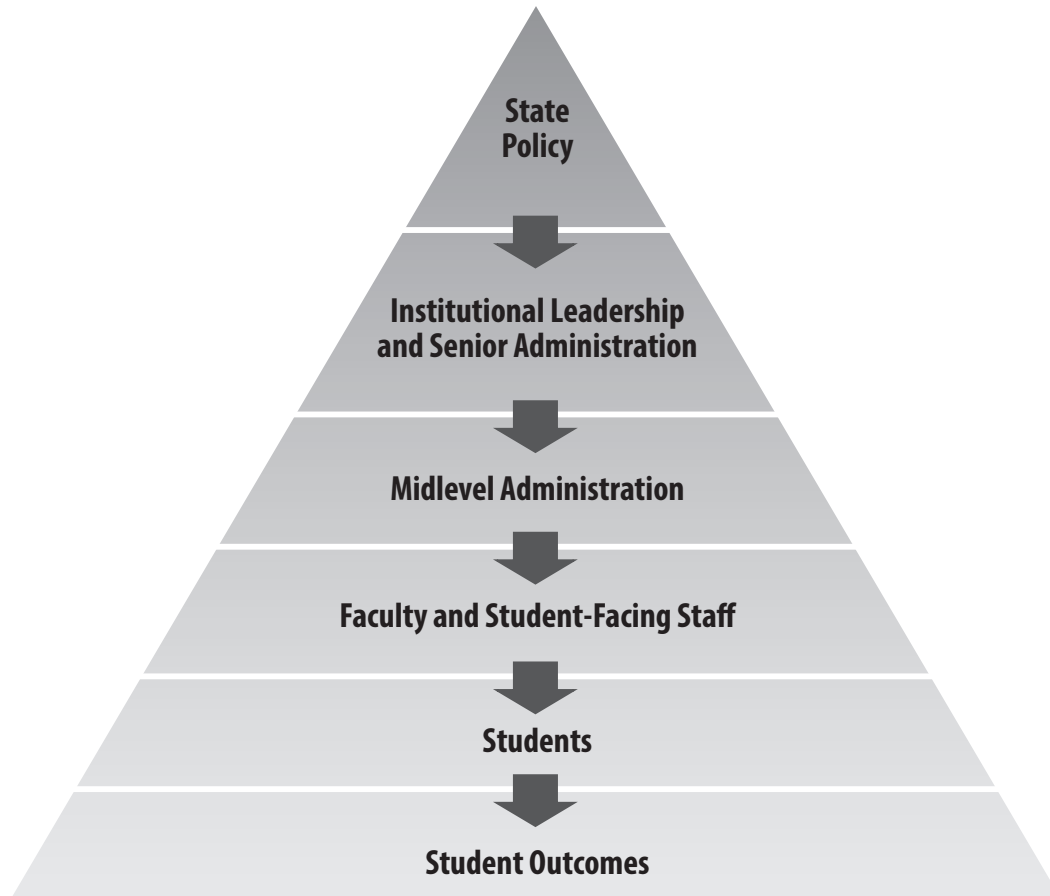 State
Policy
Institutional Leadership
and Senior Administration
Midlevel Administration
Faculty and Student-Facing Staff
Students
Student Outcomes